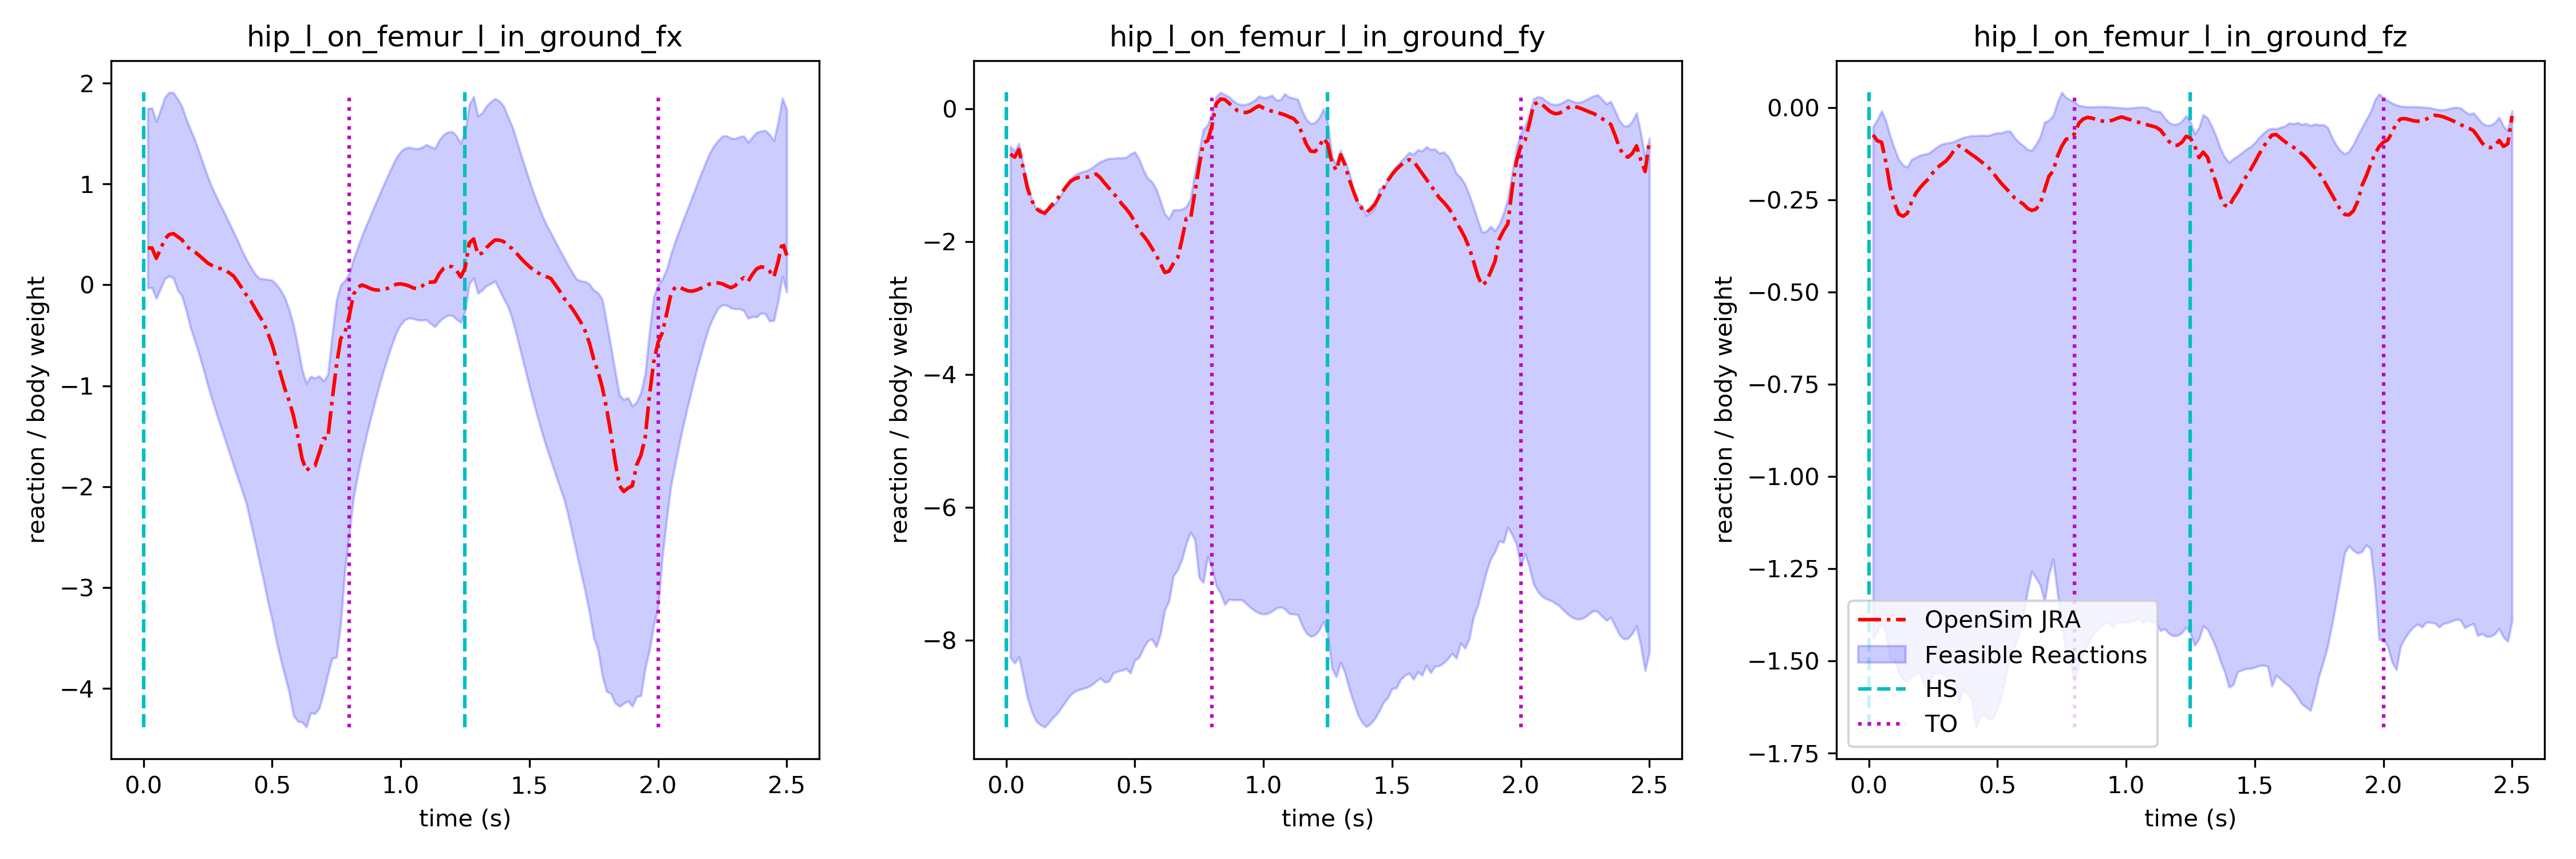 hip_l_on_femur_l_in_ground_fx
reaction / body weight
2
1
0
−1
−2
−3
−4
0.0 0.5 1.0 1.5 2.0 2.5
time (s)
hip_l_on_femur_l_in_ground_fy
reaction / body weight
0
−2
−4
−6
−8
0.0 0.5 1.0 1.5 2.0 2.5
time (s)
hip_l_on_femur_l_in_ground_fz
reaction / body weight
0.00
−0.25
−0.50
−0.75
−1.00
−1.25
−1.50
−1.75
OpenSim JRA
Feasible Reactions
HS
TO
0.0 0.5 1.0 1.5 2.0 2.5
time (s)